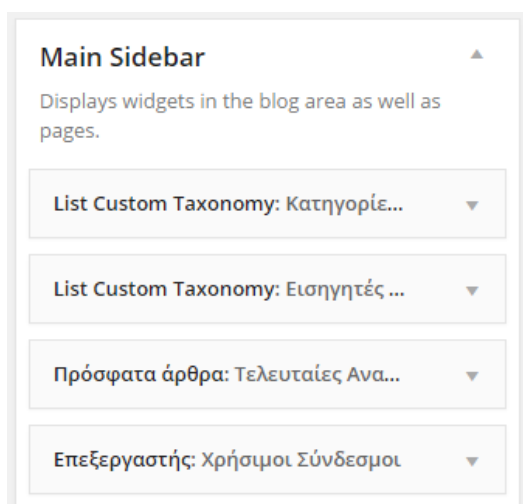 Main Sidebar
Displays widgets in the blog area as well as
pages.
List Custom Taxonomy: Κατηγορίε...
List Custom Taxonomy: Εισηγητές ...
Πρόσφατα άρθρα: Τελευταίες Ανα...
Επεξεργαστής: Χρήσιμοι Σύνδεσμοι